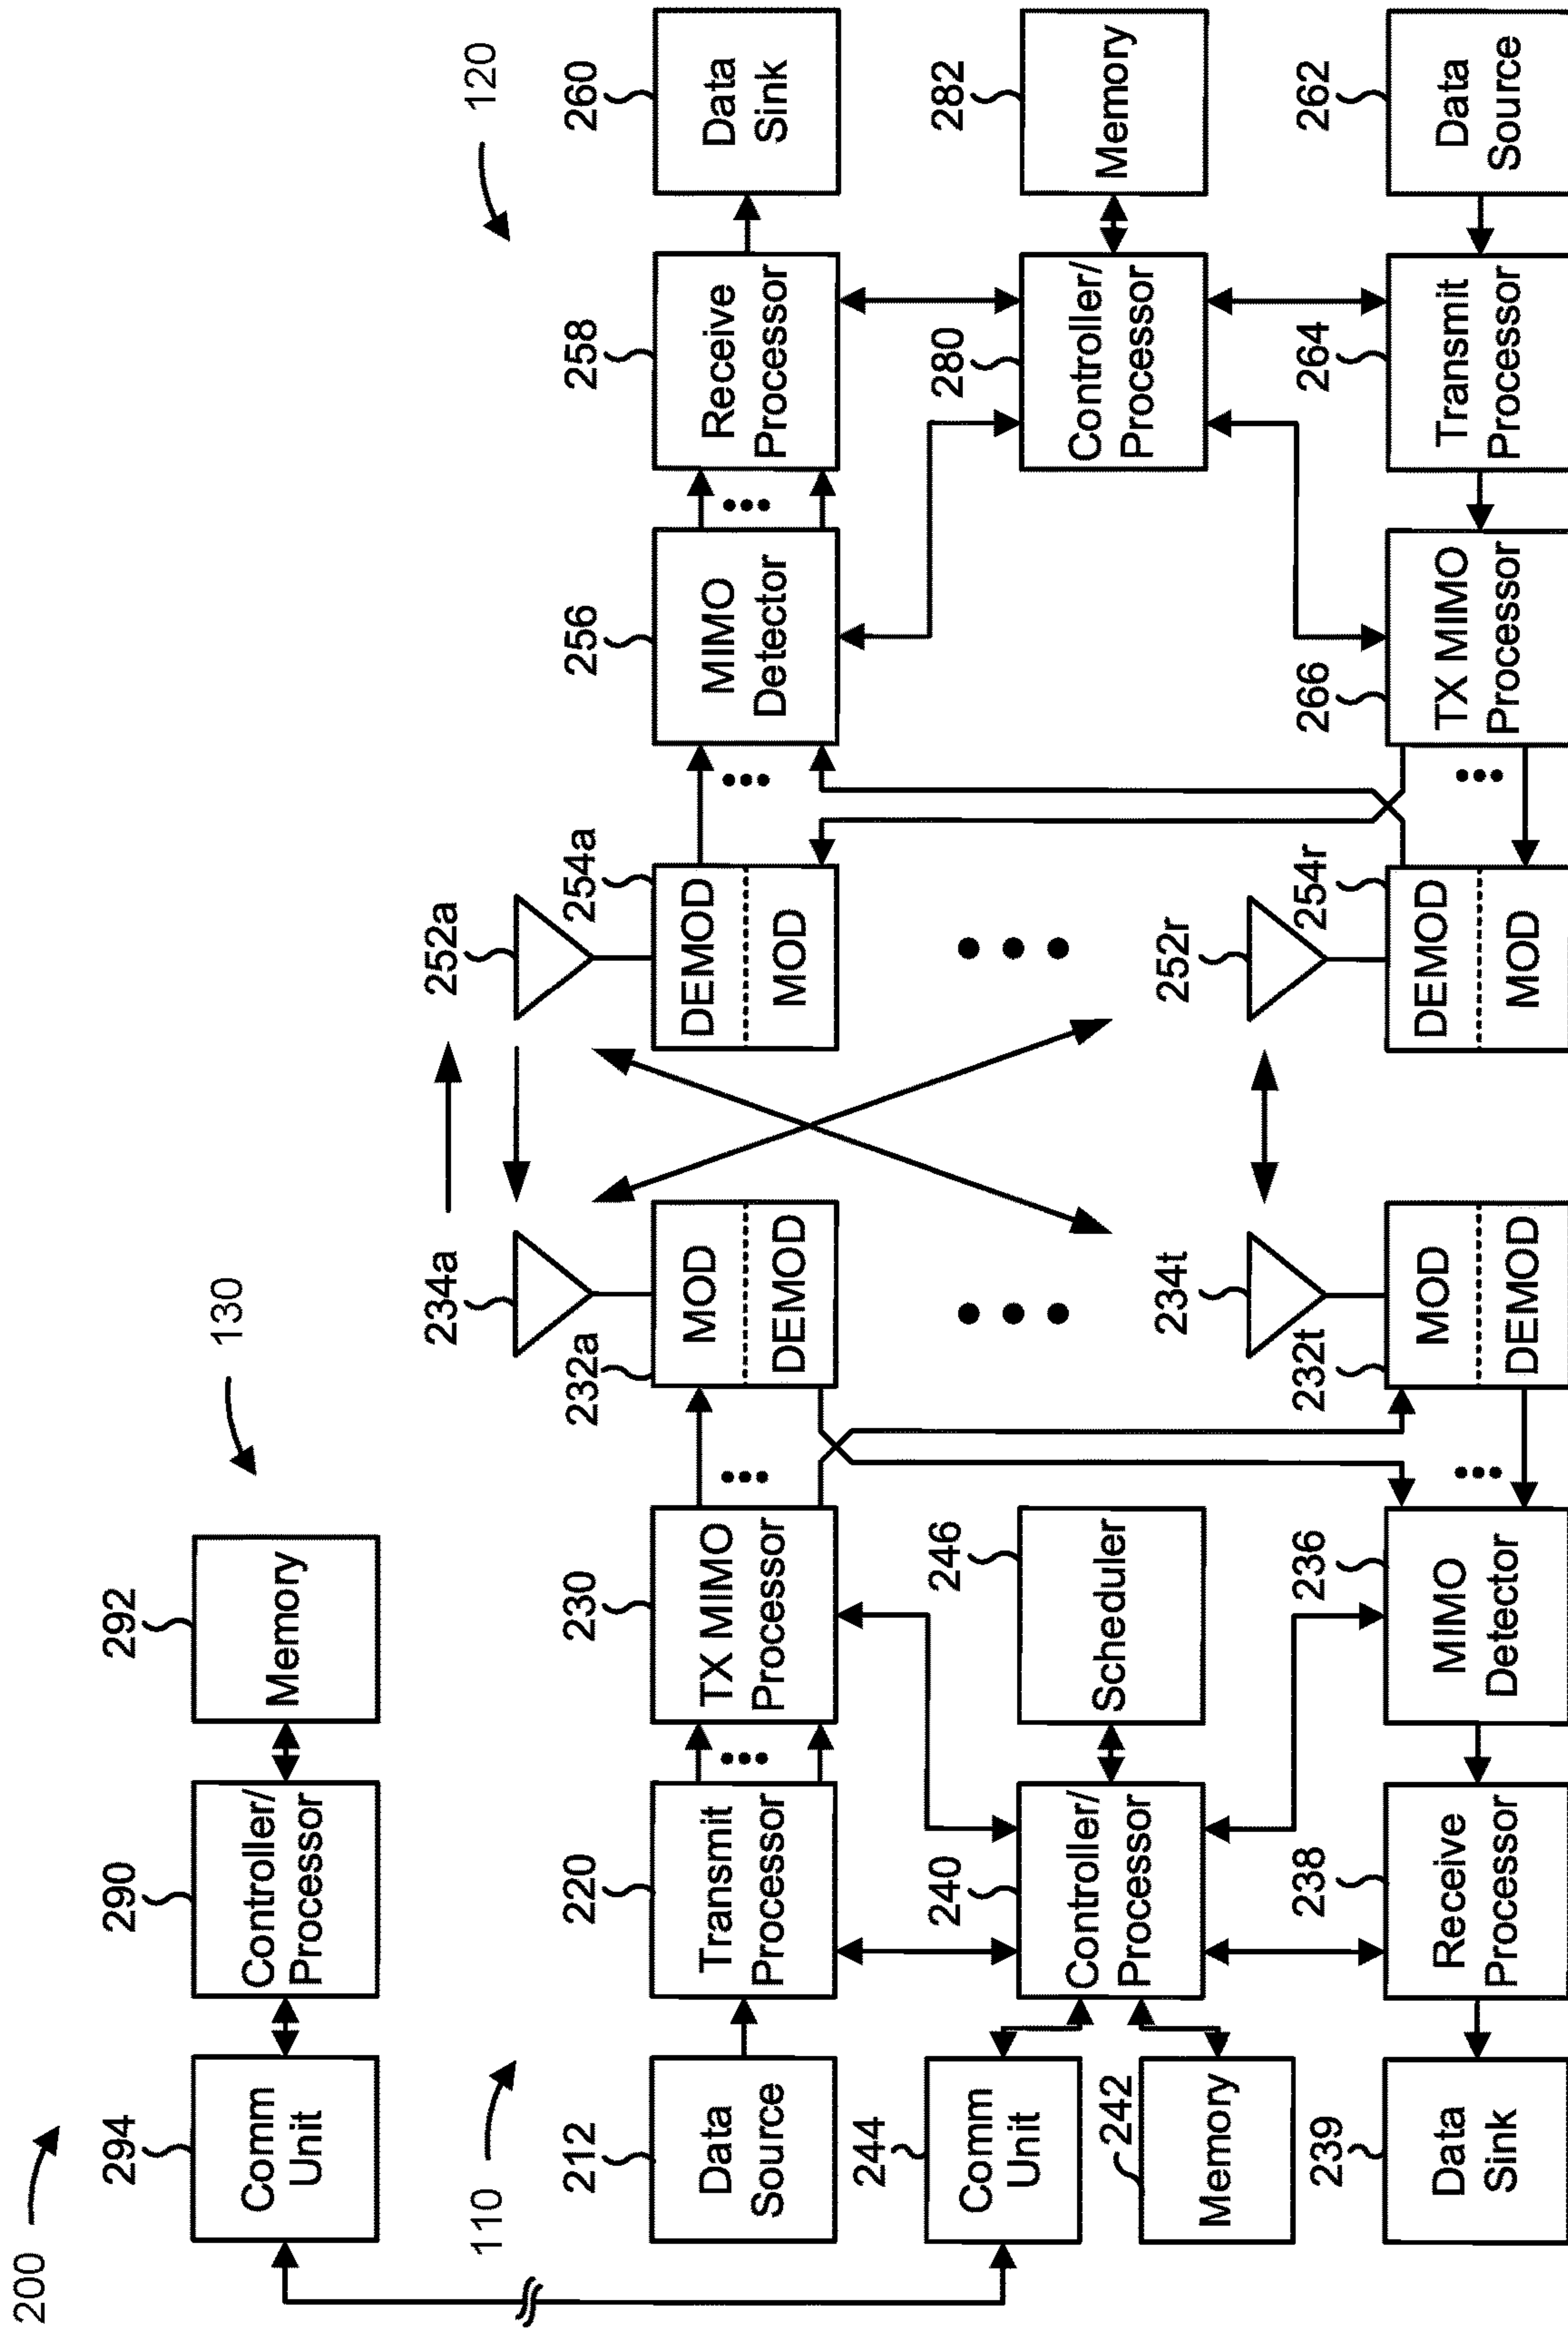 200
130
294
Comm
Unit
290
Controller/
Processor
292
Memory
110
120
212
Data
Source
220
Transmit
Processor
230
TX MIMO
Processor
232a
MOD
DEMOD
234a
252a
254a
DEMOD
MOD
256
MIMO
Detector
258
Receive
Processor
260
Data
Sink
244
Comm
Unit
242
Memory
240
Controller/
Processor
246
Scheduler
280
Controller/
Processor
282
Memory
239
Data
Sink
238
Receive
Processor
236
MIMO
Detector
232t
MOD
DEMOD
234t
252r
254r
DEMOD
MOD
266
TX MIMO
Processor
264
Transmit
Processor
262
Data
Source